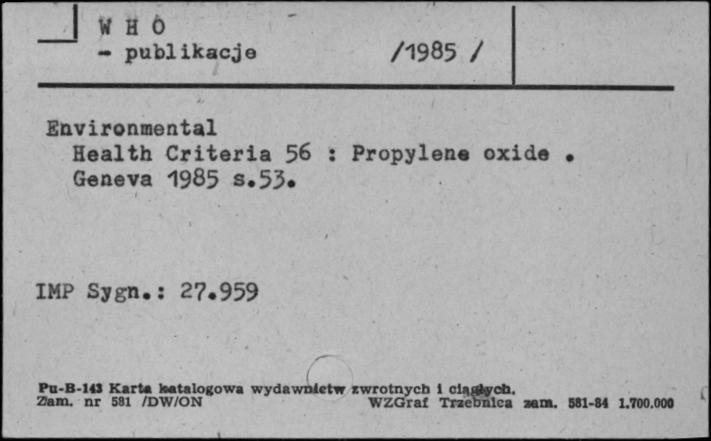 W H O
- publikacje /1985 /
Environmental
Health Criteria 56 : Propylene oxide .
Geneva 1985 s.53.
IMP Sygn.: 27.959
Pu-B-143 Karta katalogowa wydawnictw zwrotnych i ciągłych.
Zam. nr 581 /DW/ON WZGraf Trzebnica zam. 581-84 1.700.000